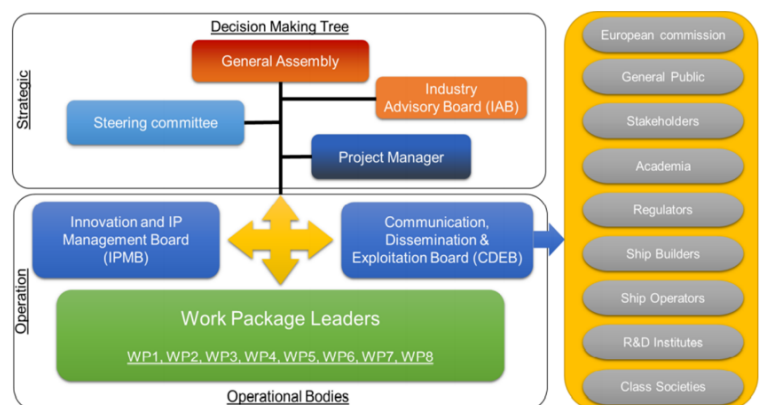 Decision Making Tree
Strategic
General Assembly
Industry
Advisory Board (IAB)
Steering committee
Project Manager
Operation
Innovation and IP
Management Board
(IPMB)
Communication,
Dissemination &
Exploitation Board (CDEB)
Work Package Leaders
WP1, WP2, WP3, WP4, WP5, WP6, WP7, WP8
Operational Bodies
European commission
General Public
Stakeholders
Academia
Regulators
Ship Builders
Ship Operators
R&D Institutes
Class Societies